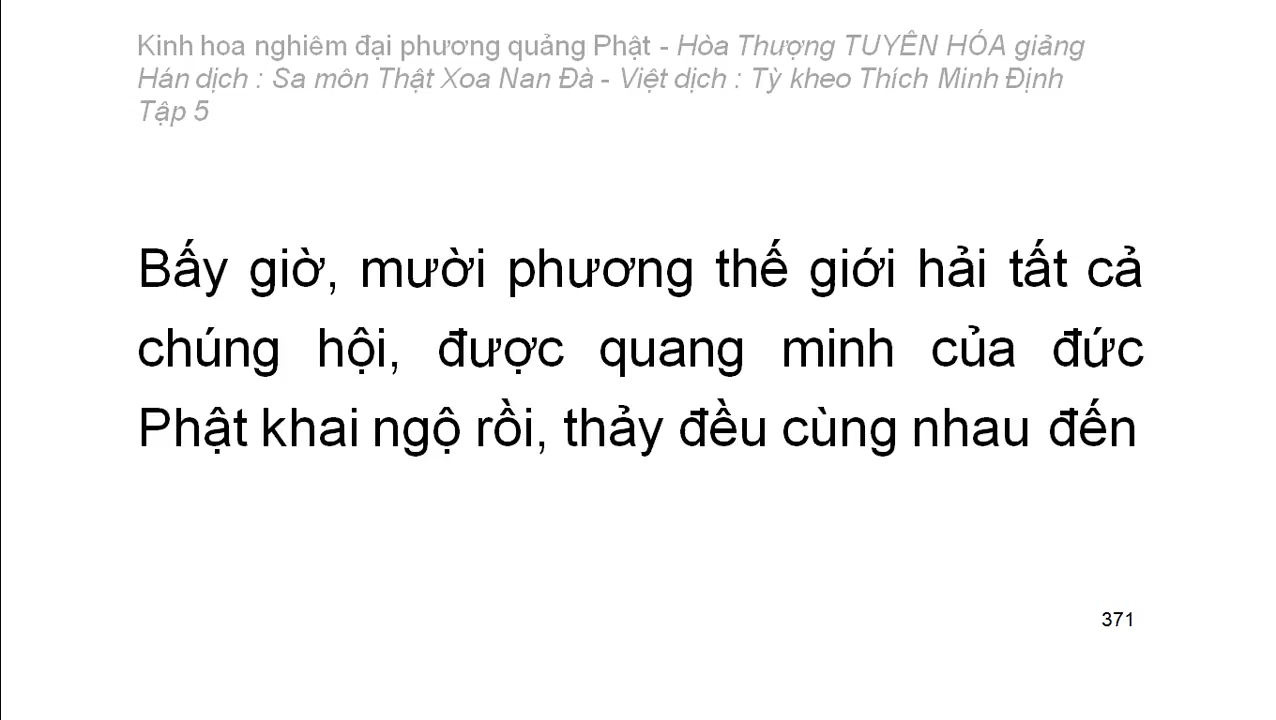 Kinh hoa nghiêm đại phương quảng Phật - Hòa Thượng TUYÊN HÓA giảng
Hán dịch : Sa môn Thật Xoa Nan Đà - Việt dịch : Tỳ kheo Thích Minh Định
Tập 5
Bấy giờ, mười phương thế giới hải tất cả
chúng hội, được quang minh của đức
Phật khai ngộ rồi, thảy đều cùng nhau đến
371